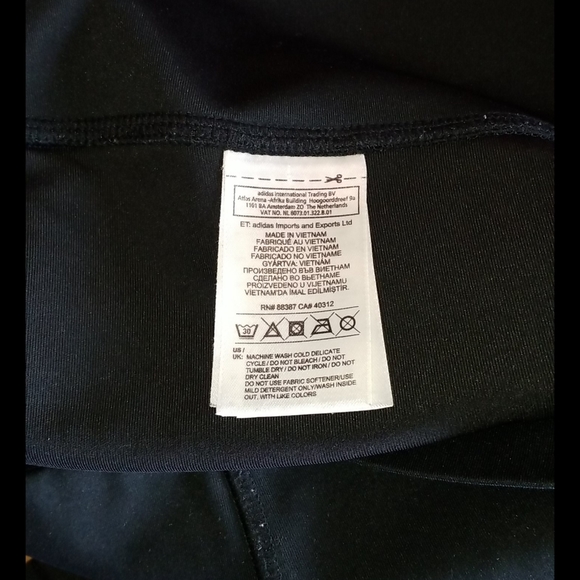 adidas International Trading BV
Atlas Arena -Afrika Building Hoogoorddreef 9a
1101 BA Amsterdam ZO The Netherlands
VAT NO. NL 8073.01.322.B.01
ET: adidas Imports and Exports Ltd
MADE IN VIETNAM
FABRIQUÉ AU VIETNAM
FABRICADO EN VIETNAM
FABRICADO NO VIETNAME
GYÁRTVA: VIETNÁM
ПРОИЗВЕДЕНО ВЪВ ВИЕТНАМ
СДЕЛАНО ВО ВЬЕТНАМЕ
PROIZVEDENO U VIJETNAMU
VIETNAM'DA İMAL EDİLMİŞTİR.
RN# 88387 CA# 40312
30
US /
UK: MACHINE WASH COLD DELICATE
CYCLE / DO NOT BLEACH / DO NOT
TUMBLE DRY / DO NOT IRON / DO NOT
DRY CLEAN
DO NOT USE FABRIC SOFTENER/USE
MILD DETERGENT ONLY/WASH INSIDE
OUT, WITH LIKE COLORS